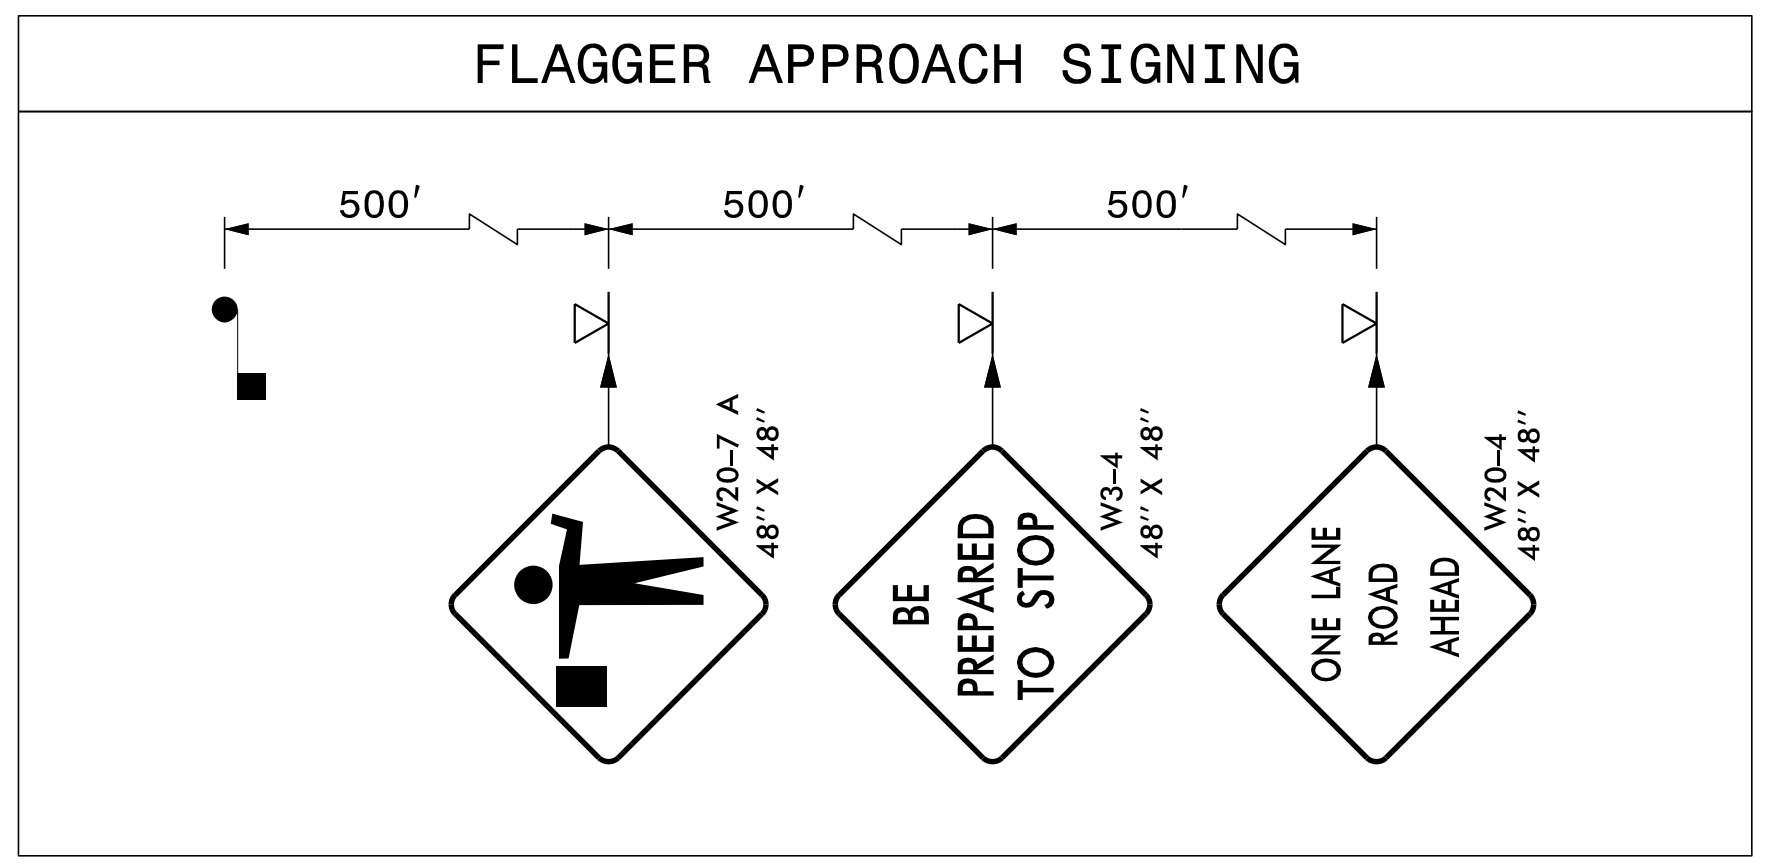 FLAGGER APPROACH SIGNING
500'
500'
500'
W20-7 A
48" X 48"
BE
PREPARED
TO STOP
W3-4
48" X 48"
ONE LANE
ROAD
AHEAD
W20-4
48" X 48"